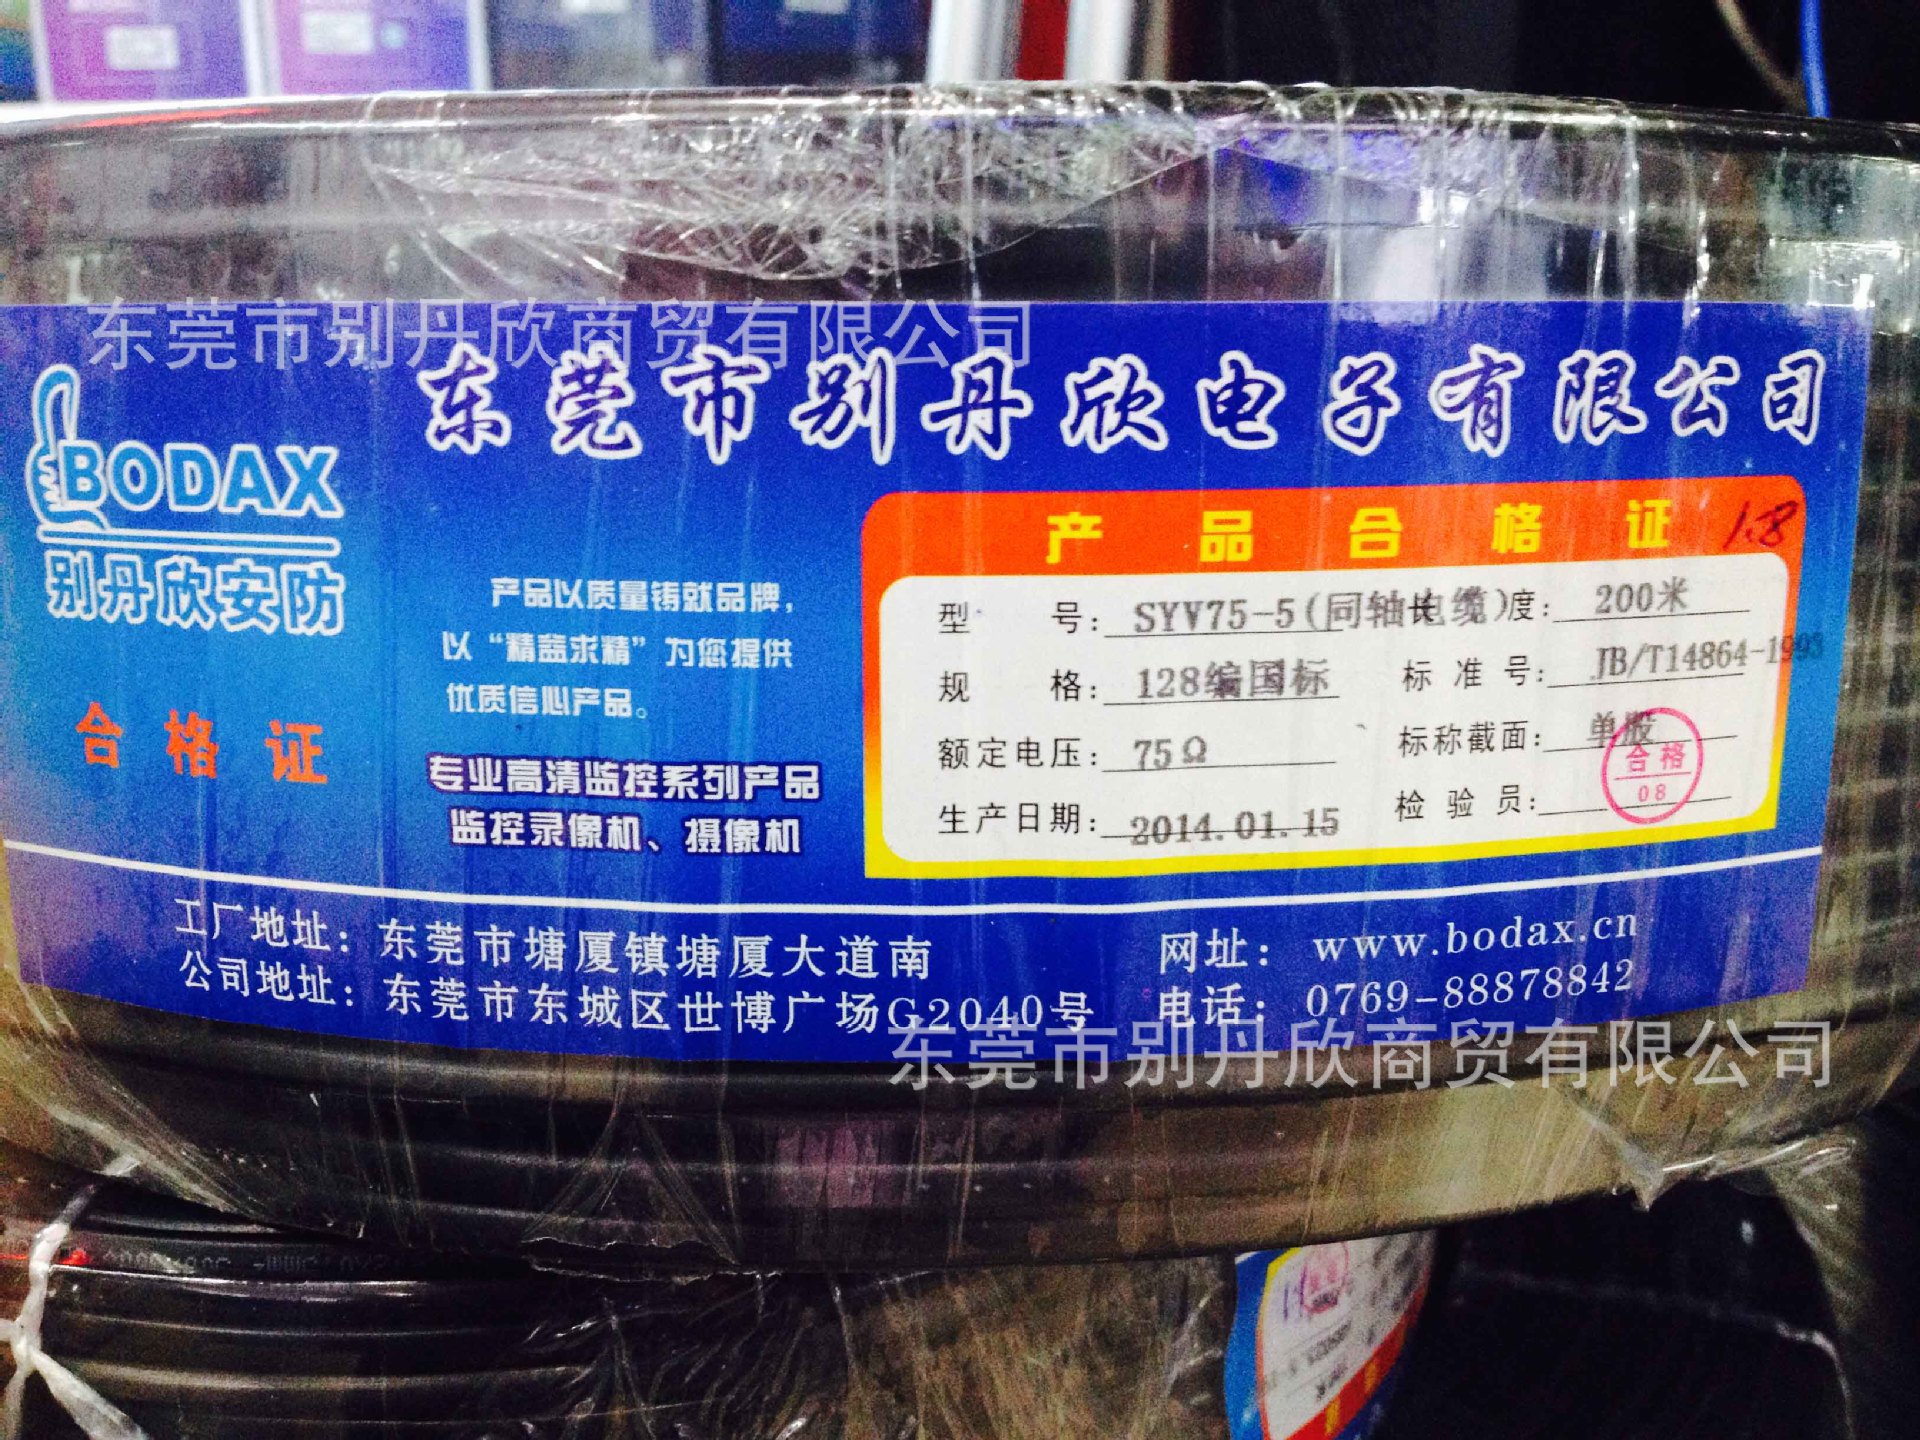 东莞市别丹欣商贸有限公司
东莞市别丹欣电子有限公司
BODAX
别丹欣安防
合格证
产品以质量铸就品牌，
以“精益求精”为您提供
优质信心产品。
专业高清监控系列产品
监控录像机、摄像机
产品合格证 1.8
型号：SYV75-5(同轴电缆) 长度：200米
规格：128编国标 标准号：JB/T14864-1993
额定电压：75Ω 标称截面：单股
生产日期：2014.01.15 检验员：
合格
08
工厂地址：东莞市塘厦镇塘厦大道南 网址：www.bodax.cn
公司地址：东莞市东城区世博广场G2040号 电话：0769-88878842
东莞市别丹欣商贸有限公司